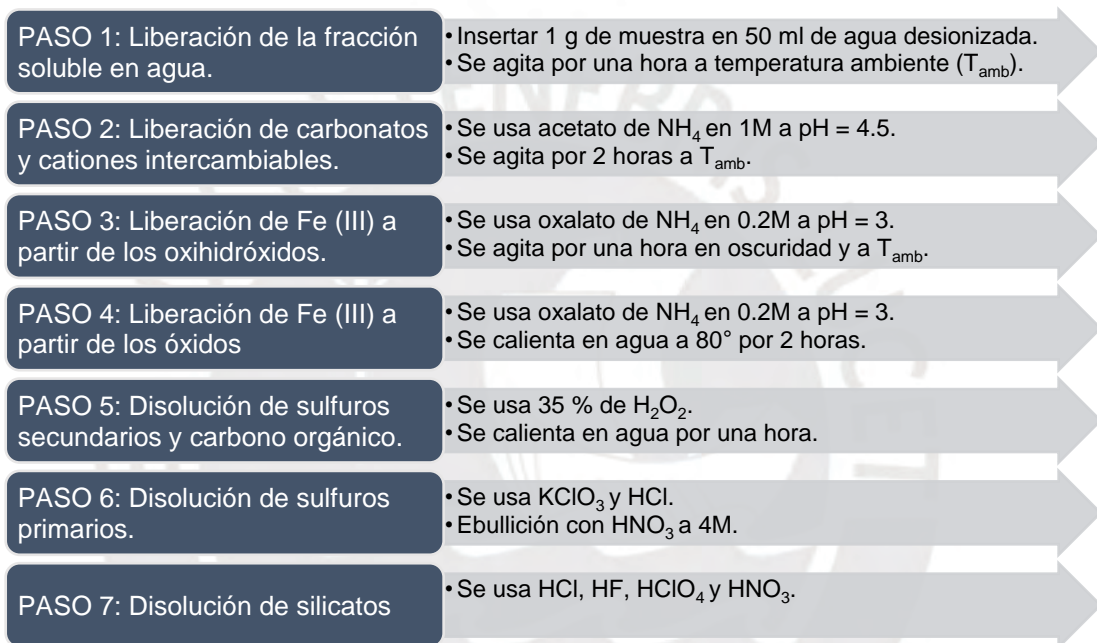 PASO 1: Liberación de la fracción
soluble en agua.
• Insertar 1 g de muestra en 50 ml de agua desionizada.
• Se agita por una hora a temperatura ambiente (Tamb).
PASO 2: Liberación de carbonatos
y cationes intercambiables.
• Se usa acetato de NH4 en 1M a pH = 4.5.
• Se agita por 2 horas a Tamb.
PASO 3: Liberación de Fe (III) a
partir de los oxihidróxidos.
• Se usa oxalato de NH4 en 0.2M a pH = 3.
• Se agita por una hora en oscuridad y a Tamb.
PASO 4: Liberación de Fe (III) a
partir de los óxidos
• Se usa oxalato de NH4 en 0.2M a pH = 3.
• Se calienta en agua a 80° por 2 horas.
PASO 5: Disolución de sulfuros
secundarios y carbono orgánico.
• Se usa 35 % de H2O2.
• Se calienta en agua por una hora.
PASO 6: Disolución de sulfuros
primarios.
• Se usa KClO3 y HCl.
• Ebullición con HNO3 a 4M.
PASO 7: Disolución de silicatos
• Se usa HCl, HF, HClO4 y HNO3.